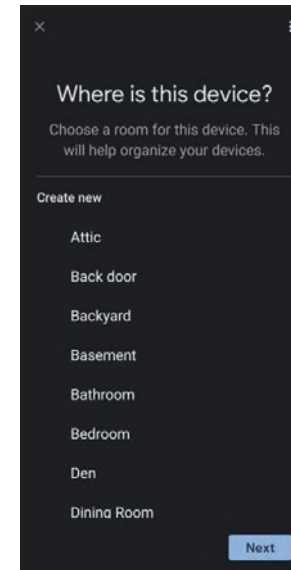 Where is this device?
Choose a room for this device. This
will help organize your devices.
Create new
Attic
Back door
Backyard
Basement
Bathroom
Bedroom
Den
Dining Room
Next